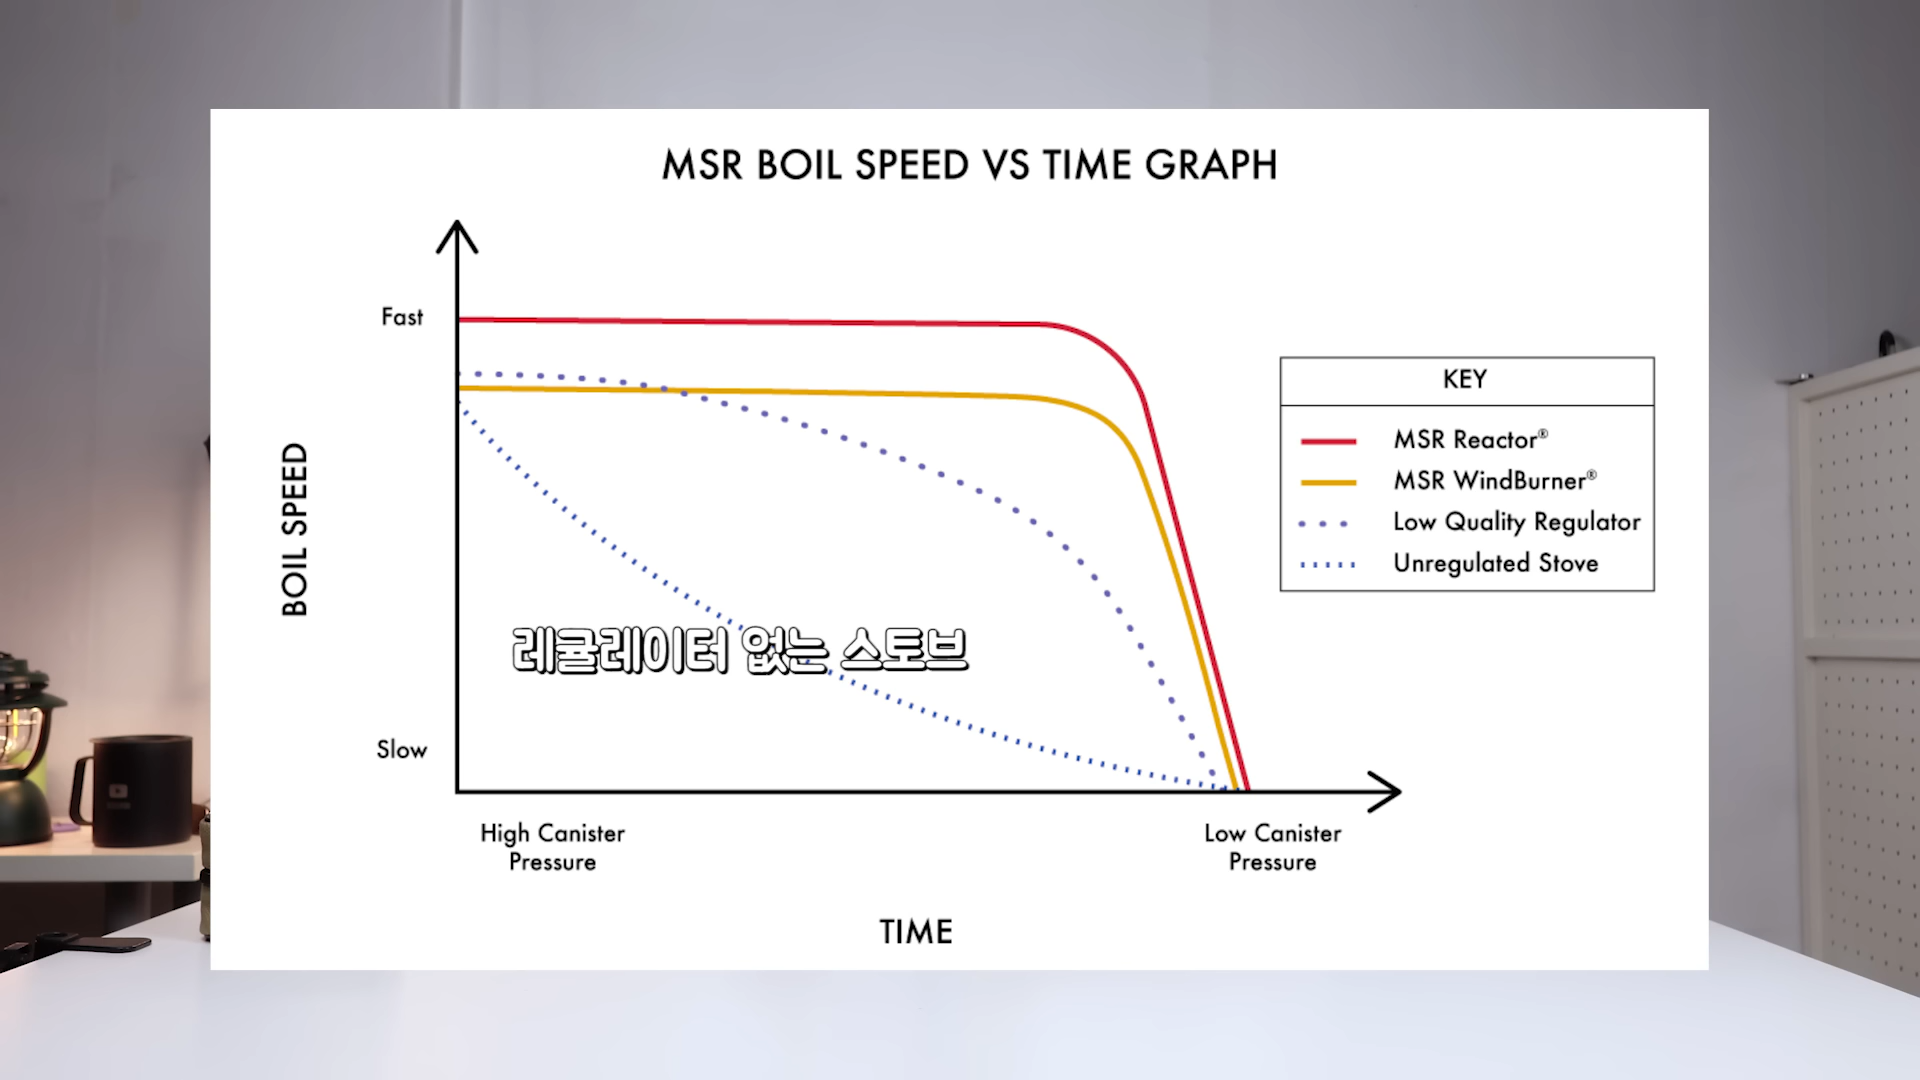 MSR BOIL SPEED VS TIME GRAPH
Fast
BOIL SPEED
Slow
레귤레이터 없는 스토브
High Canister
Pressure
Low Canister
Pressure
TIME
KEY
MSR Reactor®
MSR WindBurner®
Low Quality Regulator
Unregulated Stove